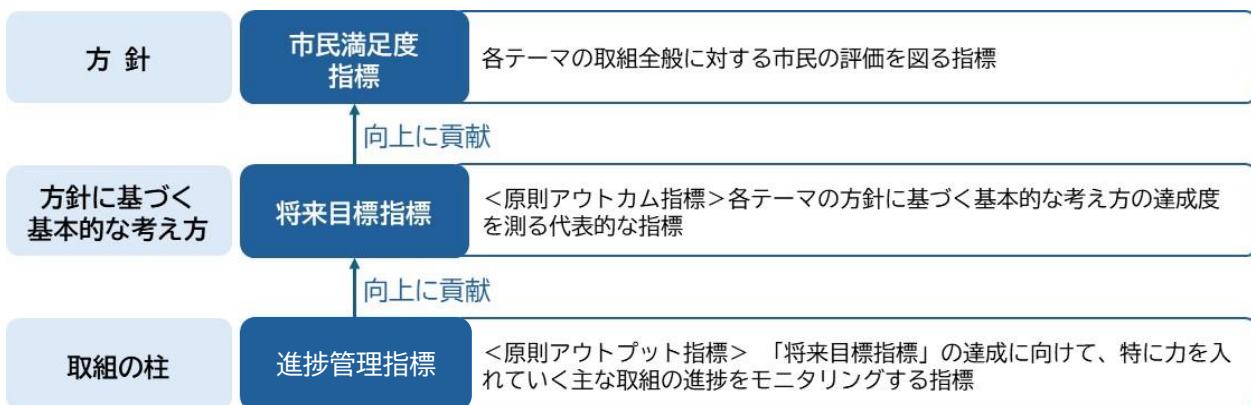 方 針
市民満足度
指標
各テーマの取組全般に対する市民の評価を図る指標
向上に貢献
方針に基づく
基本的な考え方
将来目標指標
＜原則アウトカム指標＞各テーマの方針に基づく基本的な考え方の達成度
を測る代表的な指標
向上に貢献
取組の柱
進捗管理指標
＜原則アウトプット指標＞ 「将来目標指標」の達成に向けて、特に力を入
れていく主な取組の進捗をモニタリングする指標